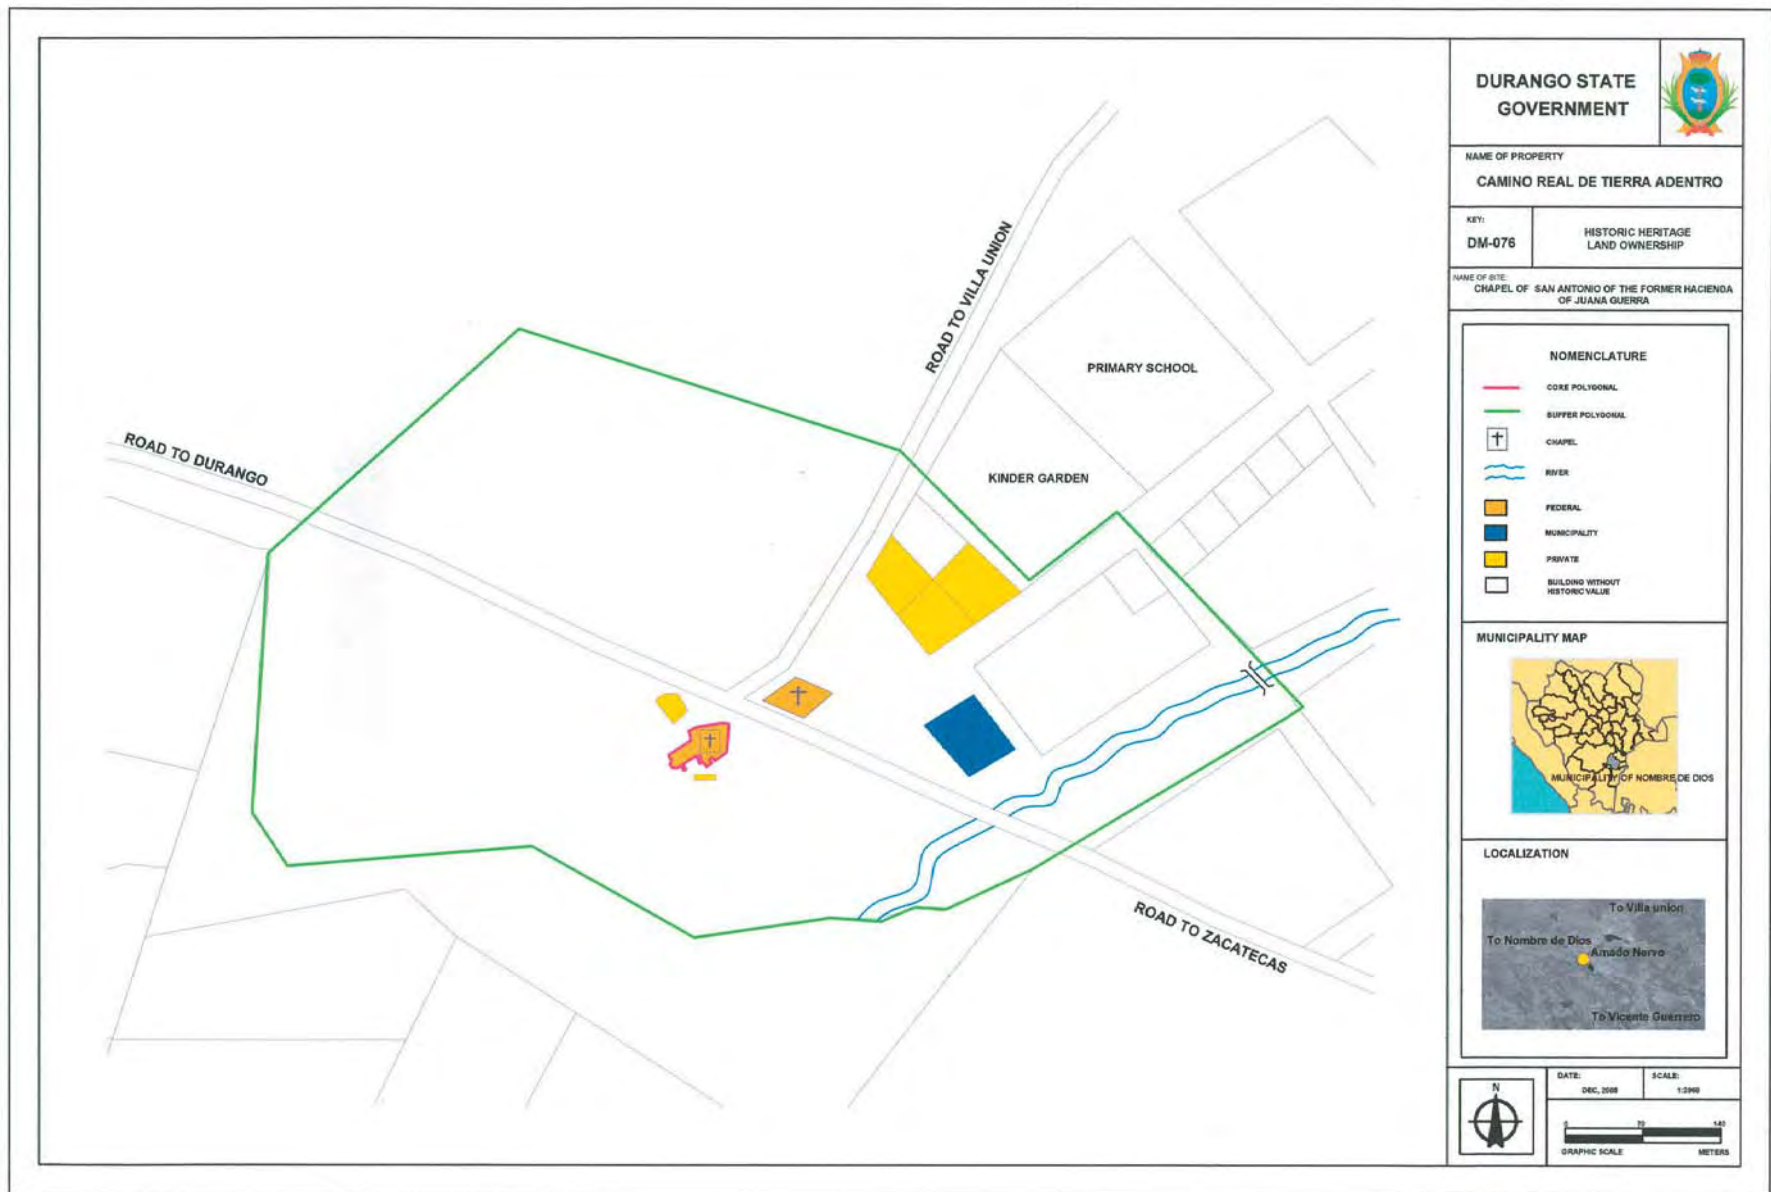 ROAD TO DURANGO
ROAD TO VILLA UNION
PRIMARY SCHOOL
KINDER GARDEN
ROAD TO ZACATECAS
DURANGO STATE
GOVERNMENT
NAME OF PROPERTY
CAMINO REAL DE TIERRA ADENTRO
KEY:
DM-076
HISTORIC HERITAGE
LAND OWNERSHIP
NAME OF SITE:
CHAPEL OF SAN ANTONIO OF THE FORMER HACIENDA
OF JUANA GUERRA
NOMENCLATURE
CORE POLYGONAL
BUFFER POLYGONAL
CHAPEL
RIVER
FEDERAL
MUNICIPALITY
PRIVATE
BUILDING WITHOUT
HISTORIC VALUE
MUNICIPALITY MAP
MUNICIPALITY OF NOMBRE DE DIOS
LOCALIZATION
To Villa union
To Nombre de Dios
Amado Nervo
To Vicente Guerrero
N
DATE:
DEC, 2008
SCALE:
0 70 140
GRAPHIC SCALE
METERS